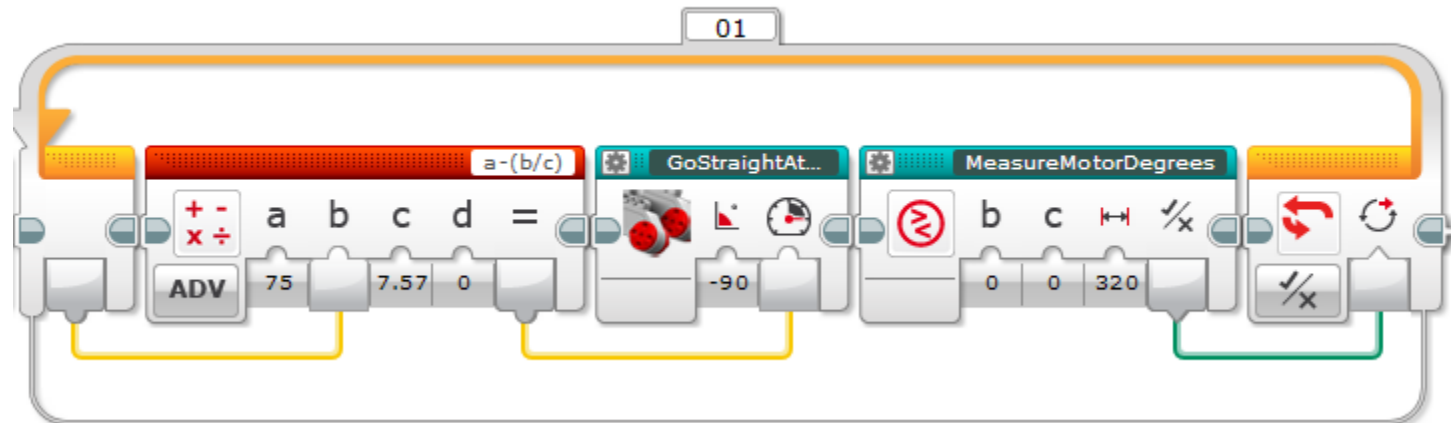 01
a-(b/c)
GoStraightAt...
MeasureMotorDegrees
+ -
x ÷
a b c d =
b c
ADV
75 7.57 0
-90
0 0 320